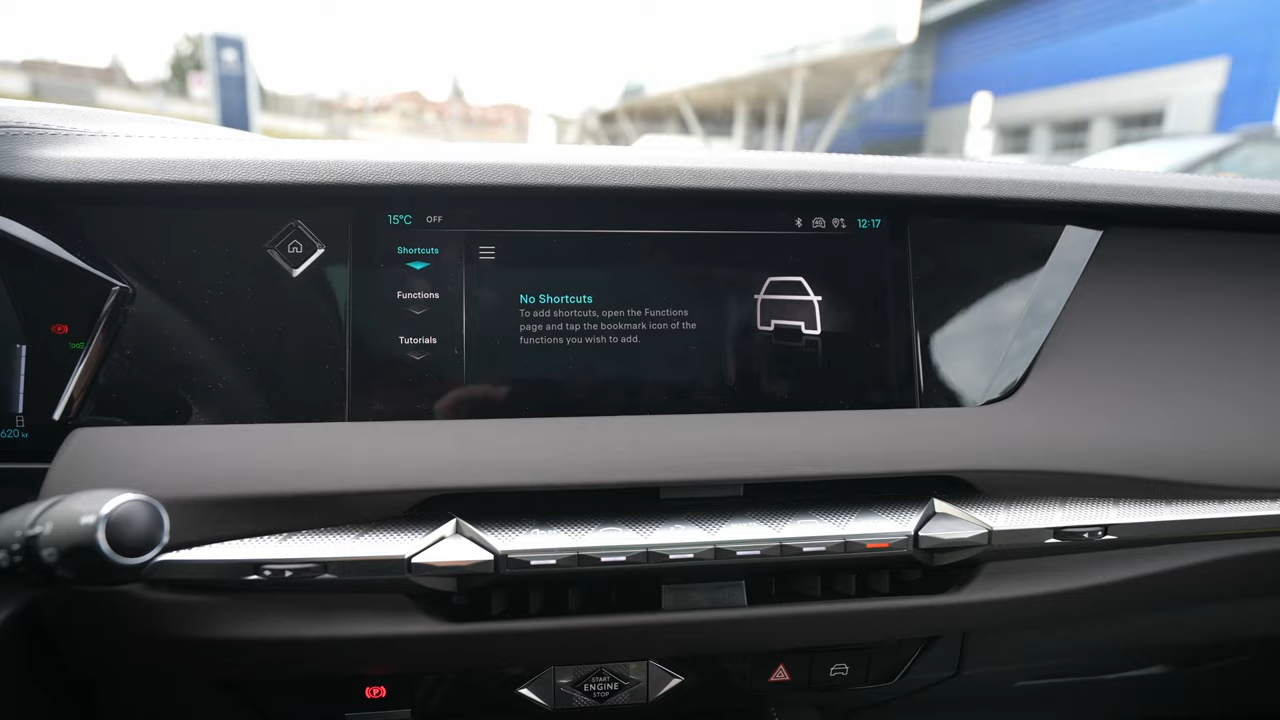 15°C OFF
12:17
Shortcuts
Functions
Tutorials
No Shortcuts
To add shortcuts, open the Functions
page and tap the bookmark icon of the
functions you wish to add.
620
START
ENGINE
STOP